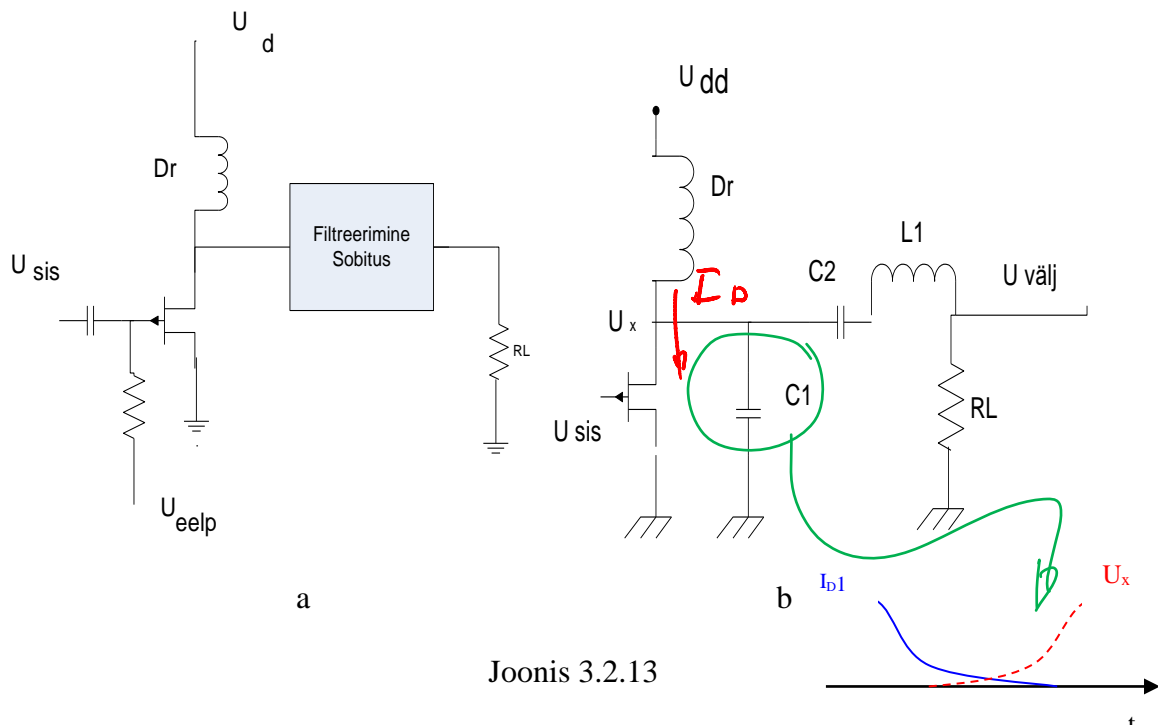 U d
Dr
Filtreerimine
Sobitus
U sis
RL
U eelp
a
U dd
Dr
I D
C2
L1
U välj
U x
C1
RL
U sis
b
I D1
U x
t
Joonis 3.2.13